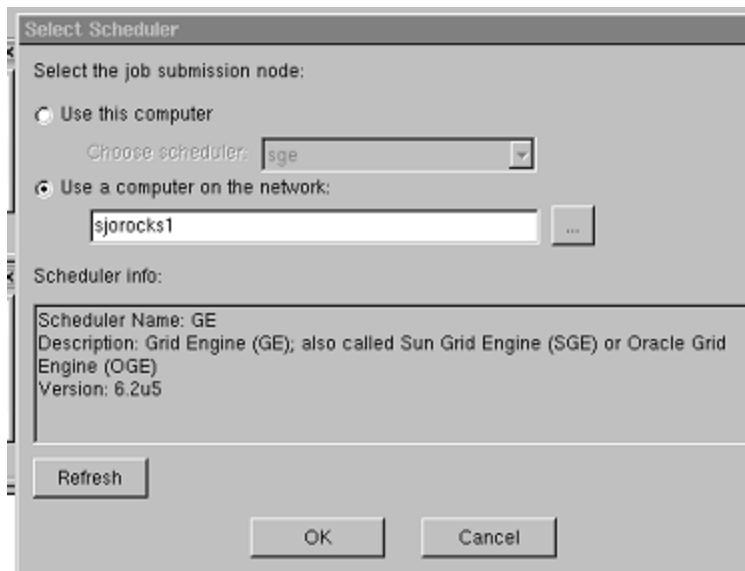 Select Scheduler
Select the job submission node:
Use this computer
Choose scheduler: sge
Use a computer on the network:
sjorocks1
...
Scheduler info:
Scheduler Name: GE
Description: Grid Engine (GE); also called Sun Grid Engine (SGE) or Oracle Grid
Engine (OGE)
Version: 6.2u5
Refresh
OK Cancel